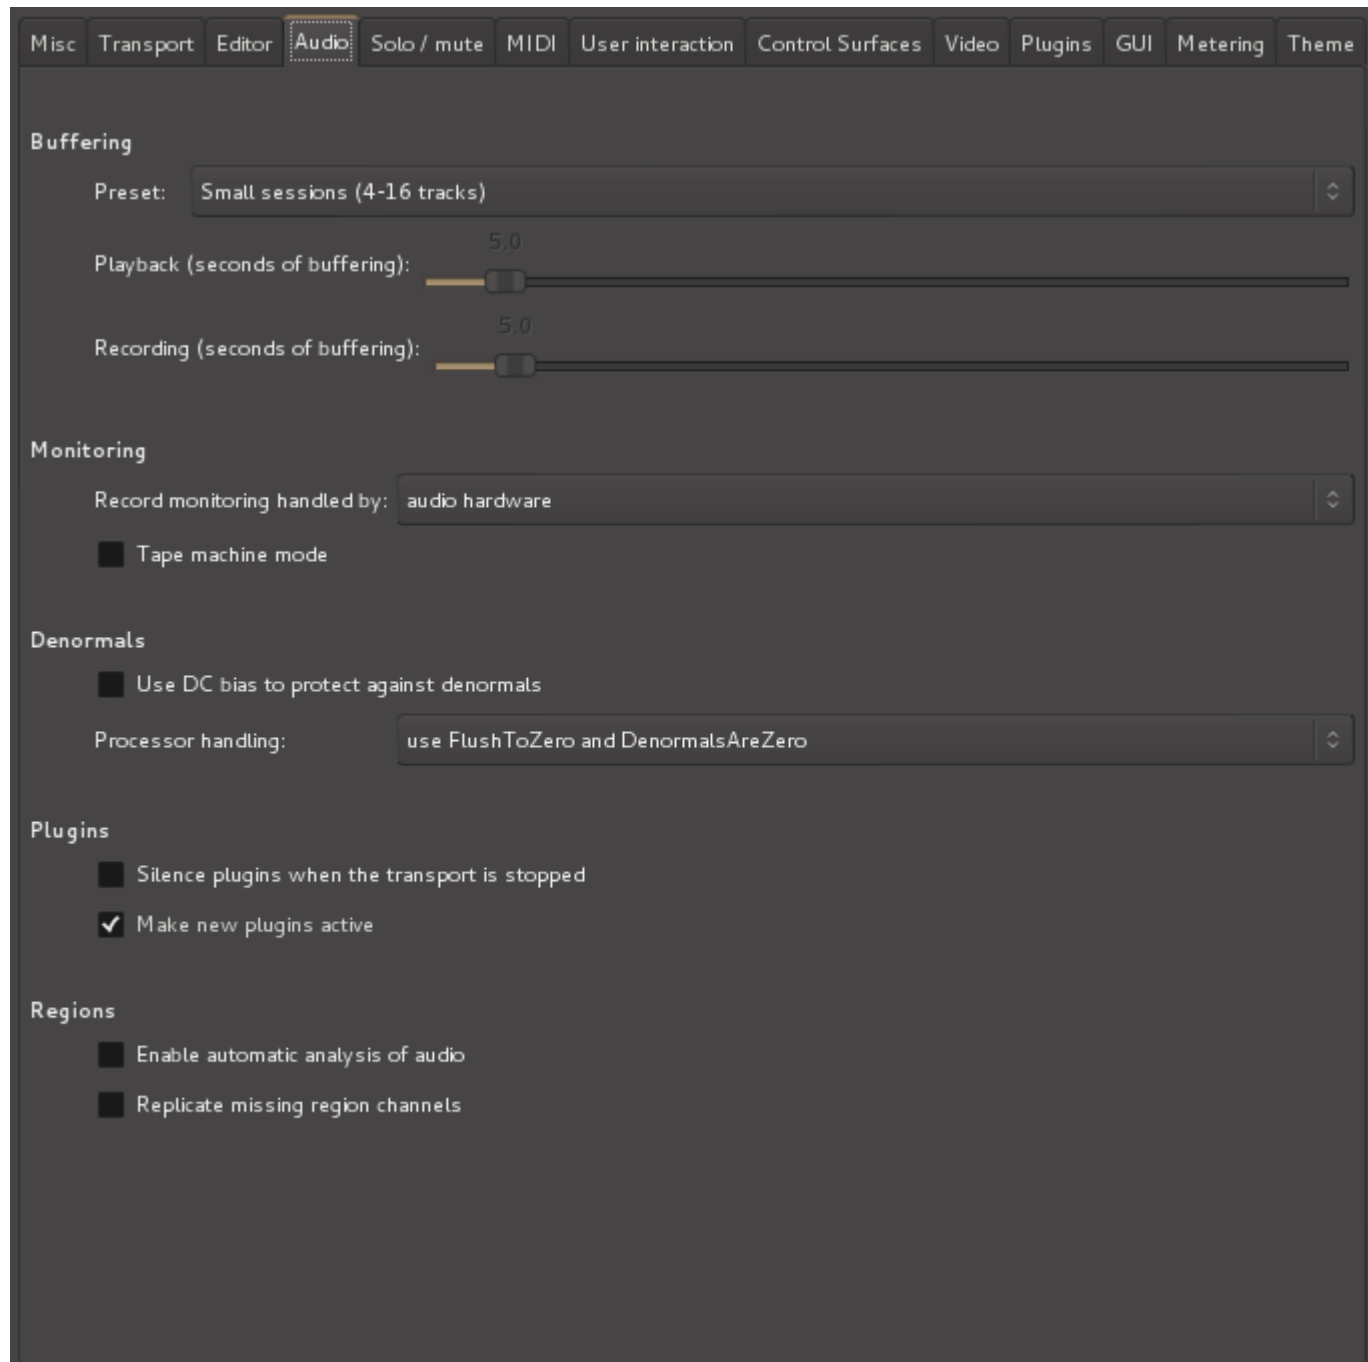 Misc Transport Editor Audio Solo / mute MIDI User interaction Control Surfaces Video Plugins GUI Metering Theme
Buffering
Preset: Small sessions (4-16 tracks)
5.0
Playback (seconds of buffering):
5.0
Recording (seconds of buffering):
Monitoring
Record monitoring handled by: audio hardware
Tape machine mode
Denormals
Use DC bias to protect against denormals
Processor handling: use FlushToZero and DenormalsAreZero
Plugins
Silence plugins when the transport is stopped
Make new plugins active
Regions
Enable automatic analysis of audio
Replicate missing region channels